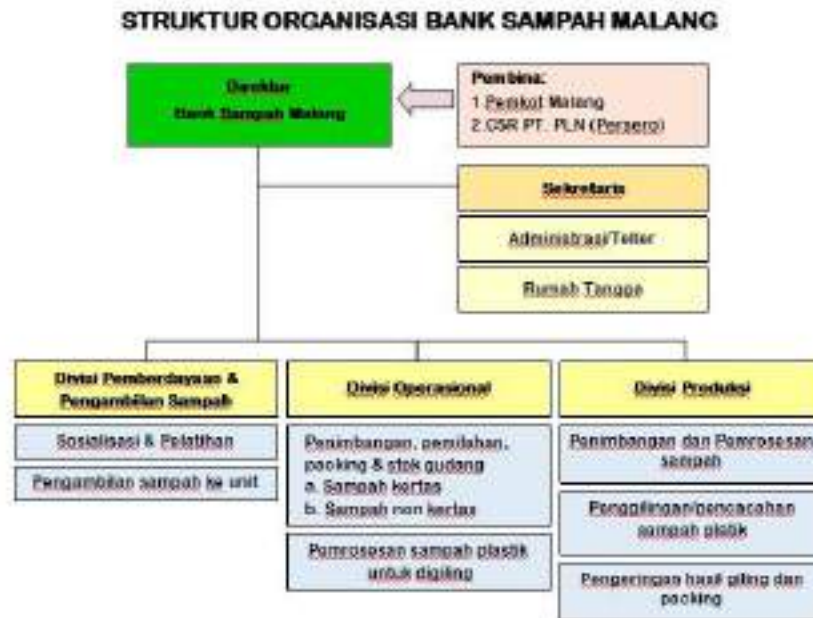 STRUKTUR ORGANISASI BANK SAMPAH MALANG
Direktur
Bank Sampah Malang
Pembina:
1.Pemkot Malang
2.CSR PT. PLN (Persero)
Sekretaris
Administrasi/Teller
Rumah Tangga
Divisi Pemberdayaan &
Pengambilan Sampah
Sosialisasi & Pelatihan
Pengambilan sampah ke unit
Divisi Operasional
Penimbangan, pemilahan,
packing & stok gudang
a. Sampah kertas
b. Sampah non kertas
Pemrosesan sampah plastik
untuk digiling
Divisi Produksi
Penimbangan dan Pemrosesan
sampah
Penggilingan/pencacahan
sampah platik
Pengeringan hasil giling dan
packing